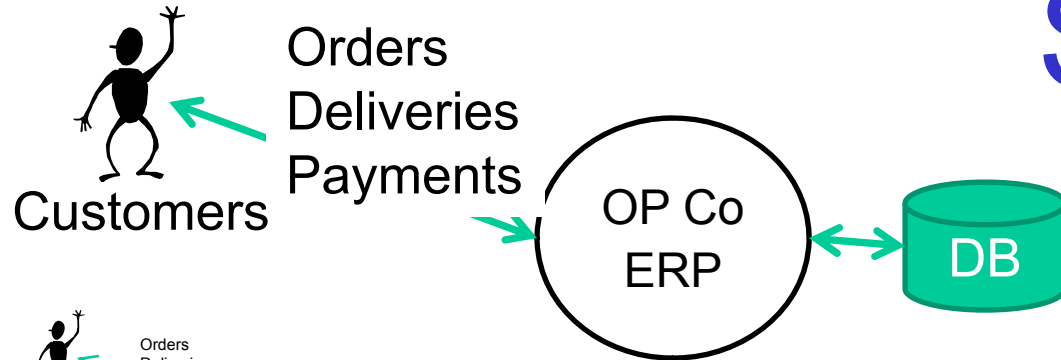 Orders
Deliveries
Payments
Customers
OP Co
ERP
DB
Orders